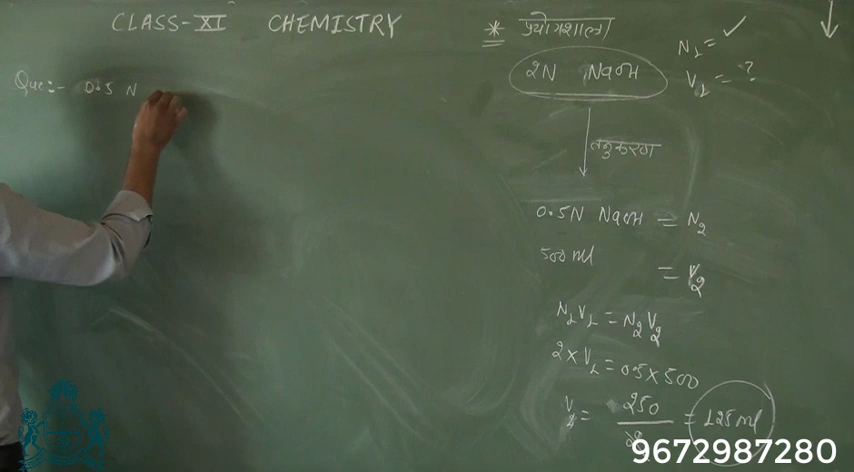 CLASS-XI CHEMISTRY
Que:- 0.5 N
* प्रयोगशाला
N1 = ✓
V1 = ?
2N NaOH
तनुकरण
0.5N NaOH = N2
500 ml = V2
N1V1 = N2V2
2×V1 = 0.5×500
V1 = 250 / 2 = 125 ml
9672987280